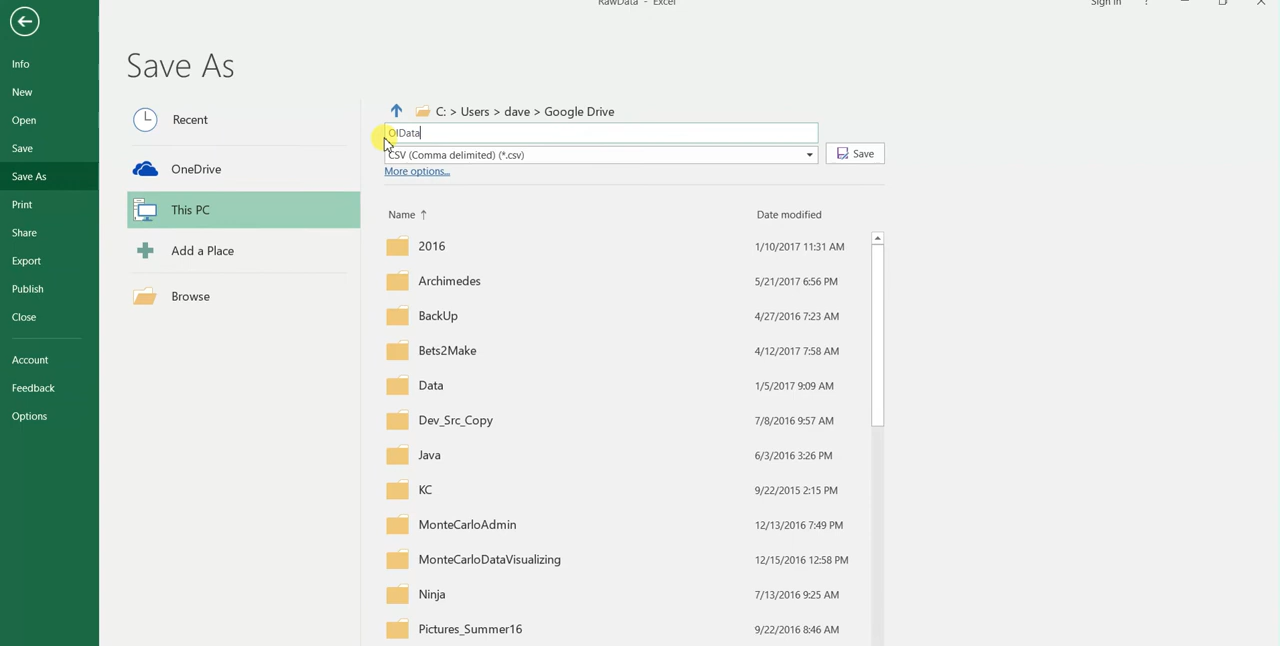 RawData - Excel
Sign in
?
Info
New
Open
Save
Save As
Print
Share
Export
Publish
Close
Account
Feedback
Options
Save As
Recent
OneDrive
This PC
Add a Place
Browse
C: > Users > dave > Google Drive
CSV (Comma delimited) (*.csv)
Save
More options...
Name ↑ Date modified
2016 1/10/2017 11:31 AM
Archimedes 5/21/2017 6:56 PM
BackUp 4/27/2016 7:23 AM
Bets2Make 4/12/2017 7:58 AM
Data 1/5/2017 9:09 AM
Dev_Src_Copy 7/8/2016 9:57 AM
Java 6/3/2016 3:26 PM
KC 9/22/2015 2:15 PM
MonteCarloAdmin 12/13/2016 7:49 PM
MonteCarloDataVisualizing 12/15/2016 12:58 PM
Ninja 7/13/2016 9:25 AM
Pictures_Summer16 9/22/2016 8:46 AM